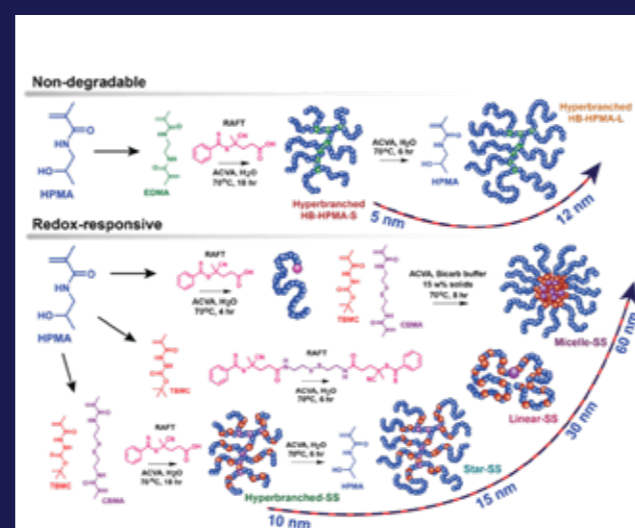 Non-degradable
Hyperbranched
HB-HPMA-L
RAFT
ACVA, H₂O
70°C, 18 hr
ACVA, H₂O
70°C, 6 hr
HPMA
EDMA
HPMA
Hyperbranched
HB-HPMA-S
5 nm
12 nm
Redox-responsive
RAFT
ACVA, H₂O
70°C, 4 hr
TBMC
CBMA
ACVA, Bicarb buffer
15 w% solids
70°C, 8 hr
Micelle-SS
HPMA
TBMC
RAFT
ACVA, H₂O
70°C, 6 hr
Linear-SS
60 nm
30 nm
TBMC
CBMA
RAFT
ACVA, H₂O
70°C, 18 hr
Hyperbranched-SS
ACVA, H₂O
70°C, 6 hr
HPMA
Star-SS
15 nm
10 nm